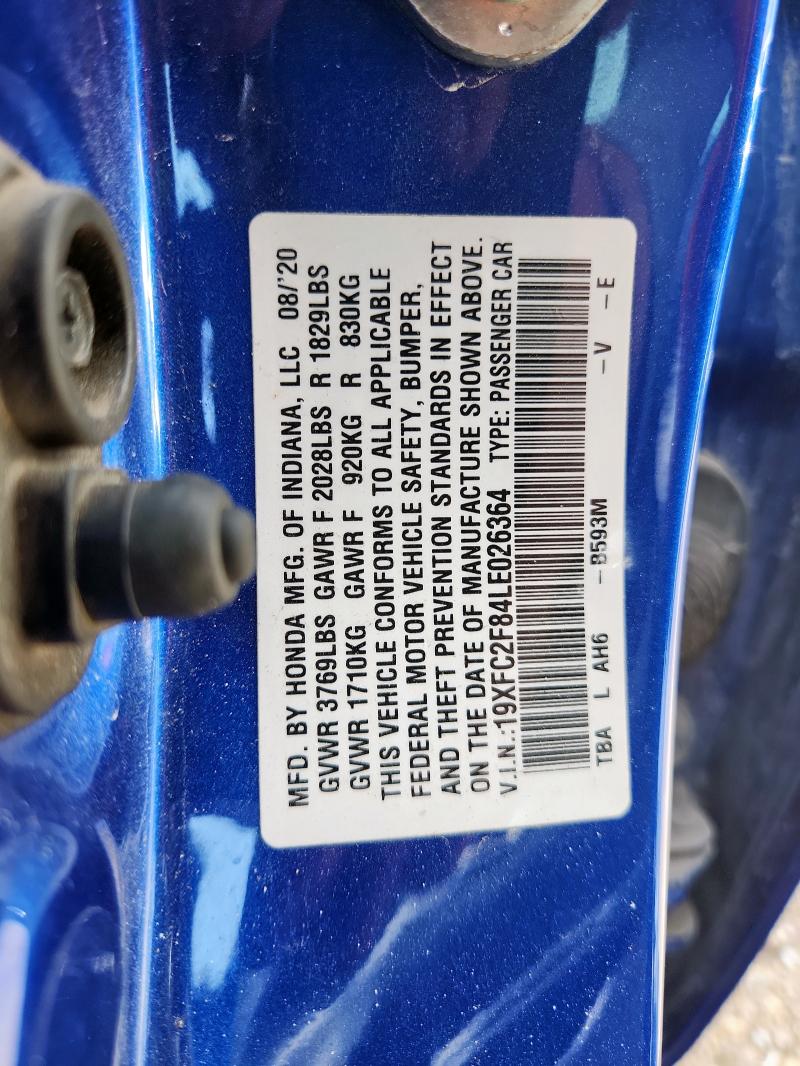 MFD. BY HONDA MFG. OF INDIANA, LLC 08/'20
GVWR 3769LBS GAWR F 2028LBS R 1829LBS
GVWR 1710KG GAWR F 920KG R 830KG
THIS VEHICLE CONFORMS TO ALL APPLICABLE
FEDERAL MOTOR VEHICLE SAFETY, BUMPER,
AND THEFT PREVENTION STANDARDS IN EFFECT
ON THE DATE OF MANUFACTURE SHOWN ABOVE.
V.I.N.:19XFC2F84LE026364 TYPE: PASSENGER CAR
TBA L AH6 -B593M -V -E